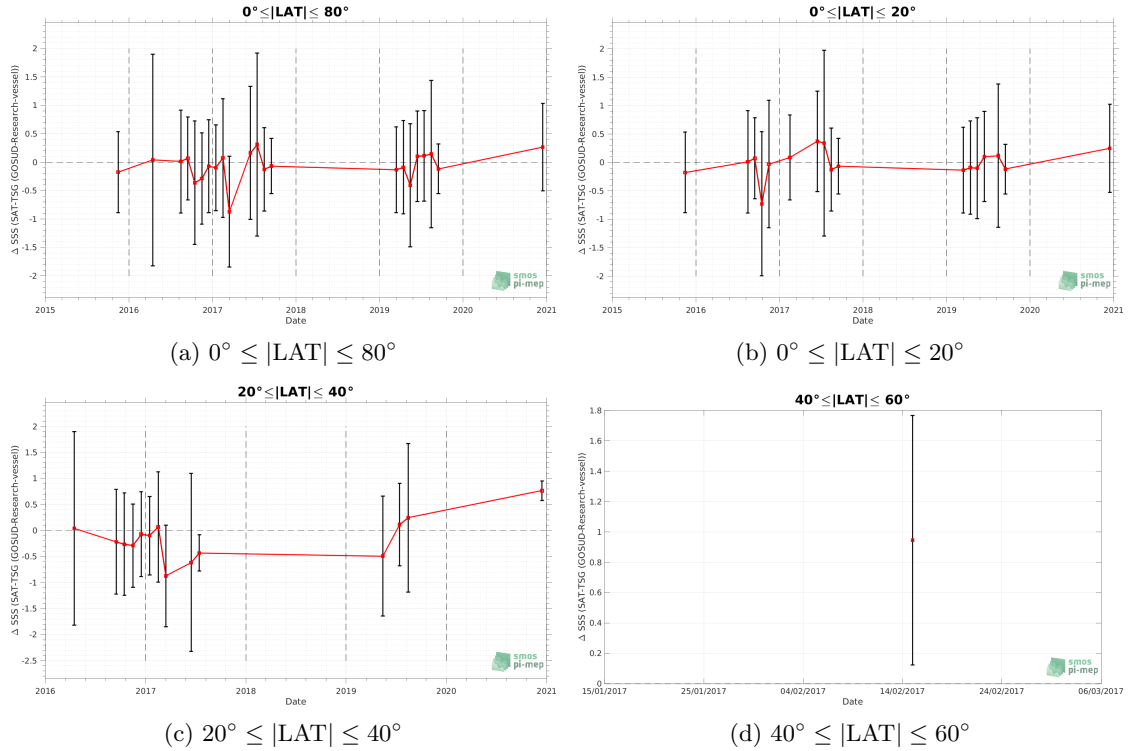 0°≤|LAT|≤ 80°
Δ SSS (SAT-TSG (GOSUD-Research-vessel))
2
1.5
1
0.5
0
-0.5
-1
-1.5
-2
2015 2016 2017 2018 2019 2020 2021
Date
smos
pi-mep
(a) 0° ≤ |LAT| ≤ 80°
0°≤|LAT|≤ 20°
Δ SSS (SAT-TSG (GOSUD-Research-vessel))
2
1.5
1
0.5
0
-0.5
-1
-1.5
-2
2015 2016 2017 2018 2019 2020 2021
Date
smos
pi-mep
(b) 0° ≤ |LAT| ≤ 20°
20°≤|LAT|≤ 40°
Δ SSS (SAT-TSG (GOSUD-Research-vessel))
2
1.5
1
0.5
0
-0.5
-1
-1.5
-2
-2.5
2016 2017 2018 2019 2020 2021
Date
smos
pi-mep
(c) 20° ≤ |LAT| ≤ 40°
40°≤|LAT|≤ 60°
Δ SSS (SAT-TSG (GOSUD-Research-vessel))
1.8
1.6
1.4
1.2
1
0.8
0.6
0.4
0.2
0
15/01/2017 25/01/2017 04/02/2017 14/02/2017 24/02/2017 06/03/2017
Date
smos
pi-mep
(d) 40° ≤ |LAT| ≤ 60°